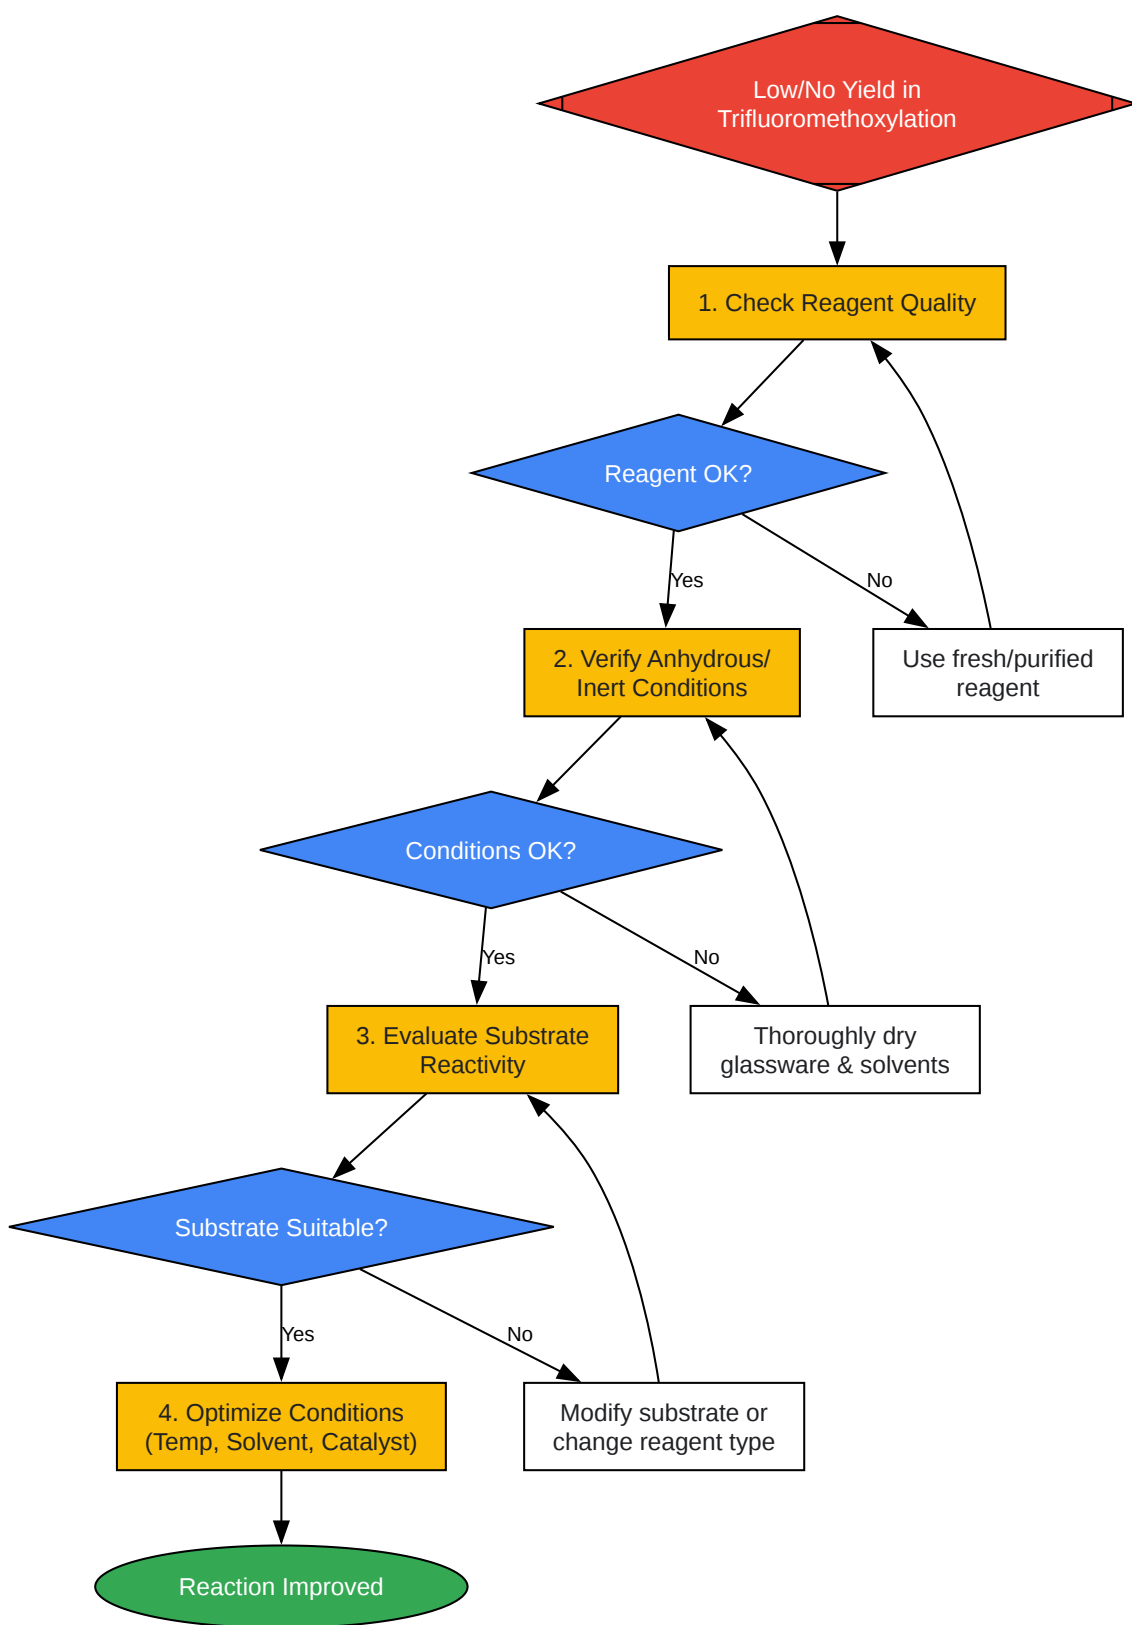 Low/No Yield in
Trifluoromethoxylation
1. Check Reagent Quality
Reagent OK?
Yes
No
2. Verify Anhydrous/
Inert Conditions
Use fresh/purified
reagent
Conditions OK?
Yes
No
3. Evaluate Substrate
Reactivity
Thoroughly dry
glassware & solvents
Substrate Suitable?
Yes
No
4. Optimize Conditions
(Temp, Solvent, Catalyst)
Modify substrate or
change reagent type
Reaction Improved